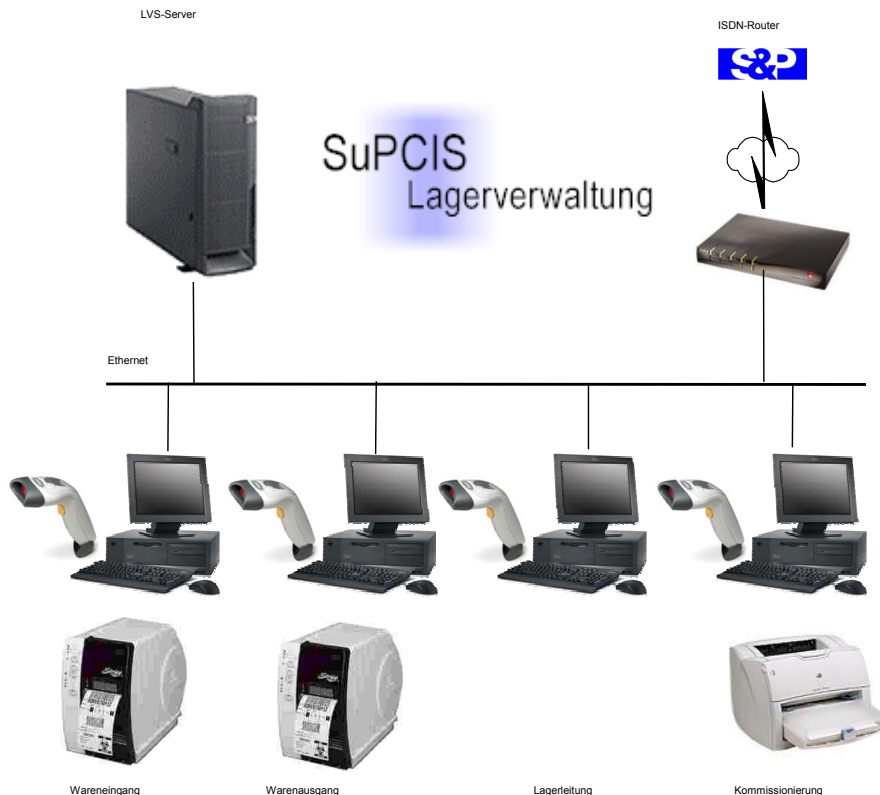 LVS-Server
ISDN-Router
S&P
SuPCIS
Lagerverwaltung
Ethernet
Wareneingang
Warenausgang
Lagerleitung
Kommissionierung